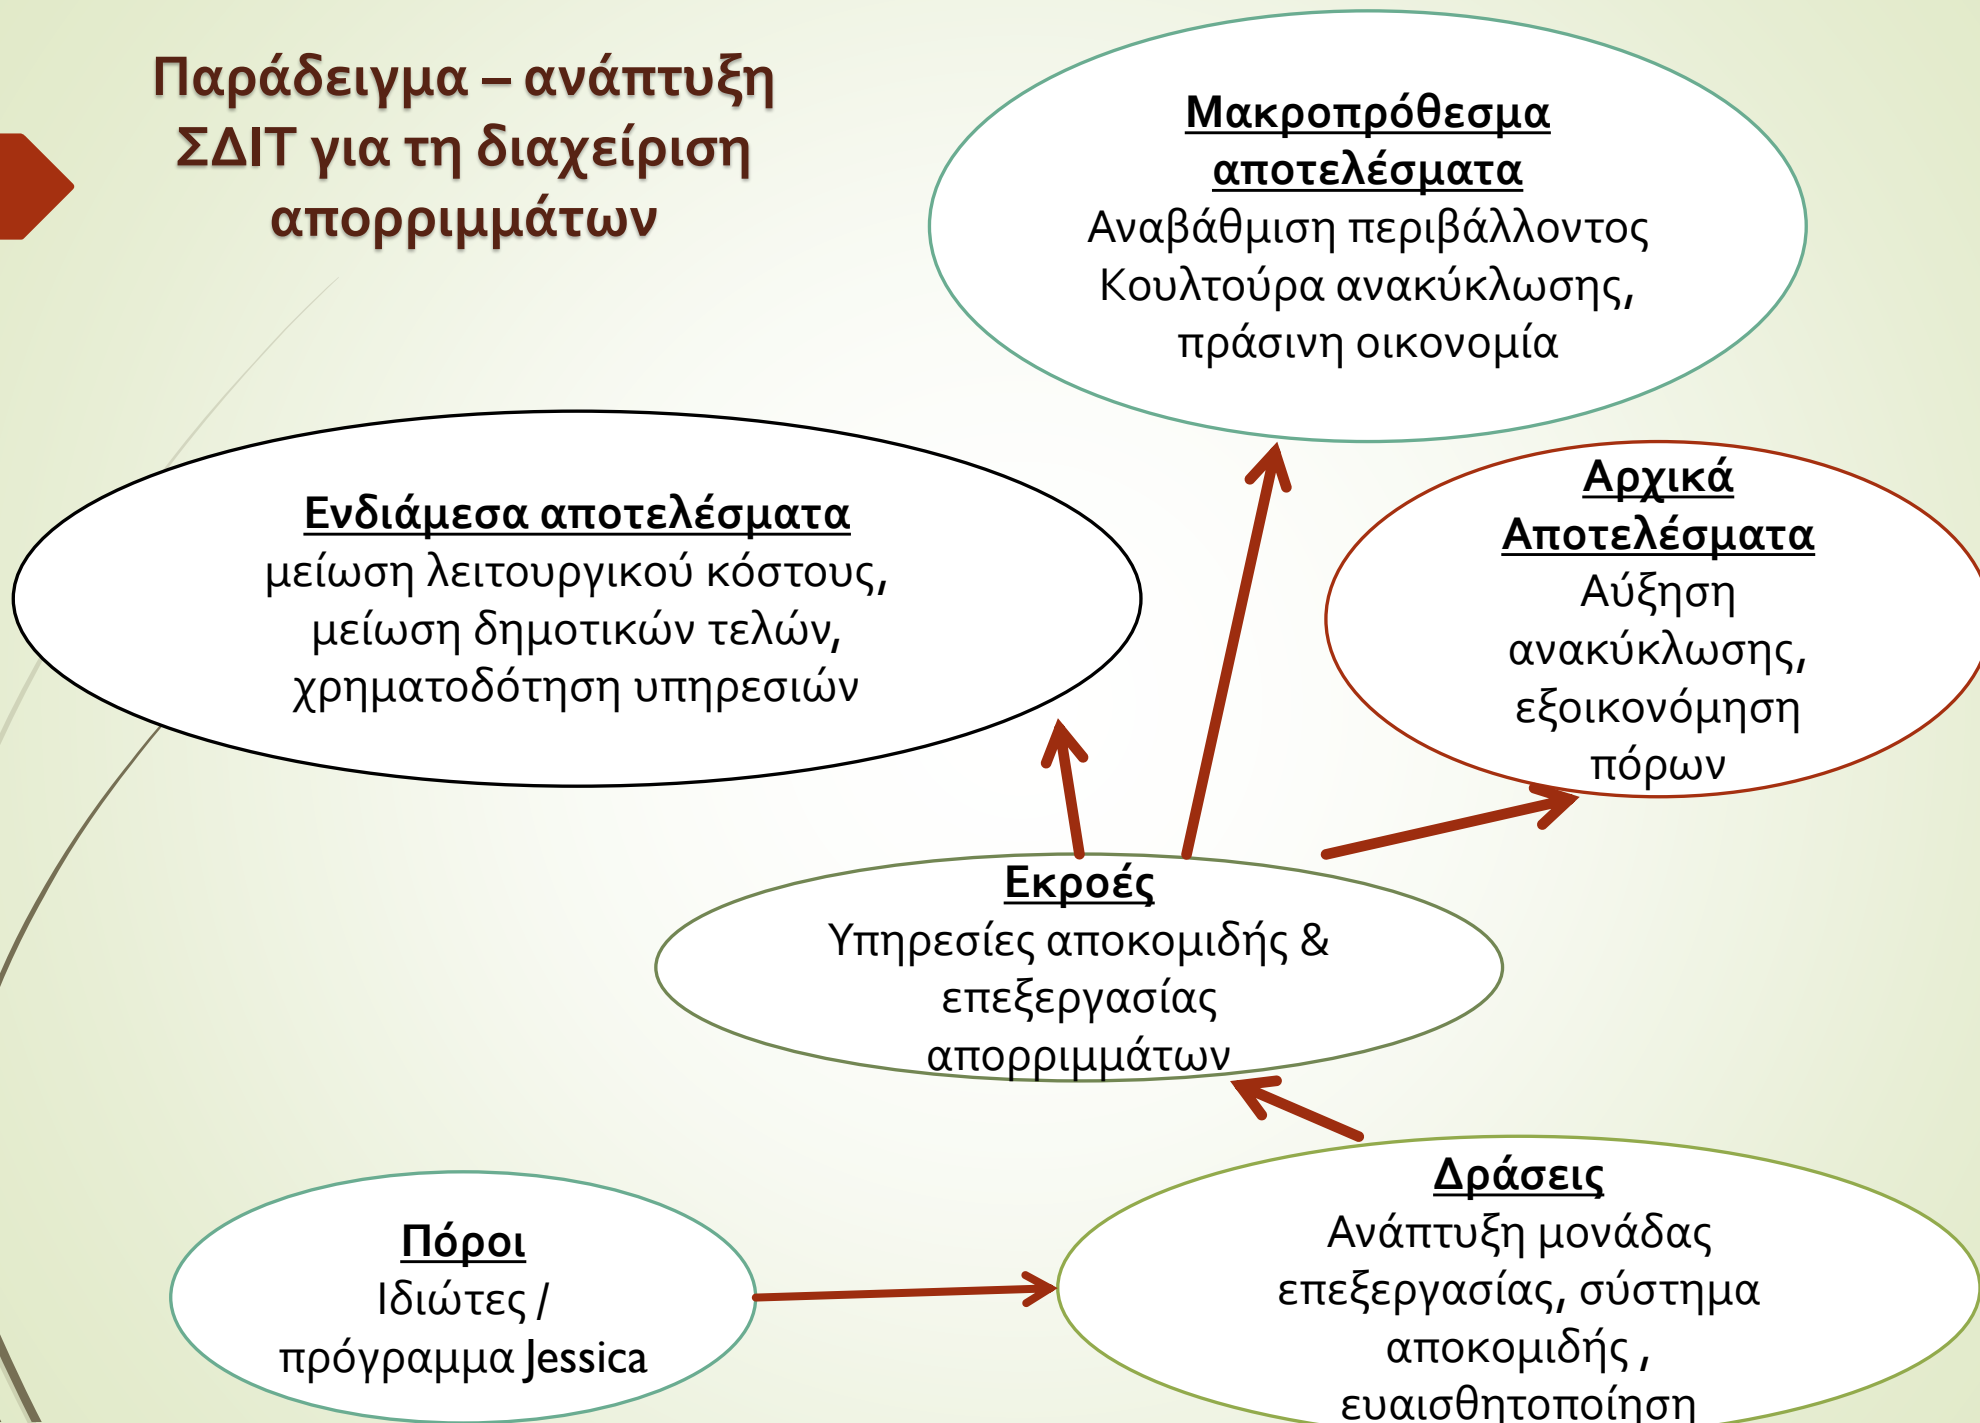 Παράδειγμα – ανάπτυξη
ΣΔΙΤ για τη διαχείριση
απορριμμάτων
Μακροπρόθεσμα
αποτελέσματα
Αναβάθμιση περιβάλλοντος
Κουλτούρα ανακύκλωσης,
πράσινη οικονομία
Ενδιάμεσα αποτελέσματα
μείωση λειτουργικού κόστους,
μείωση δημοτικών τελών,
χρηματοδότηση υπηρεσιών
Αρχικά
Αποτελέσματα
Αύξηση
ανακύκλωσης,
εξοικονόμηση
πόρων
Εκροές
Υπηρεσίες αποκομιδής &
επεξεργασίας
απορριμμάτων
Πόροι
Ιδιώτες /
πρόγραμμα Jessica
Δράσεις
Ανάπτυξη μονάδας
επεξεργασίας, σύστημα
αποκομιδής ,
ευαισθητοποίηση